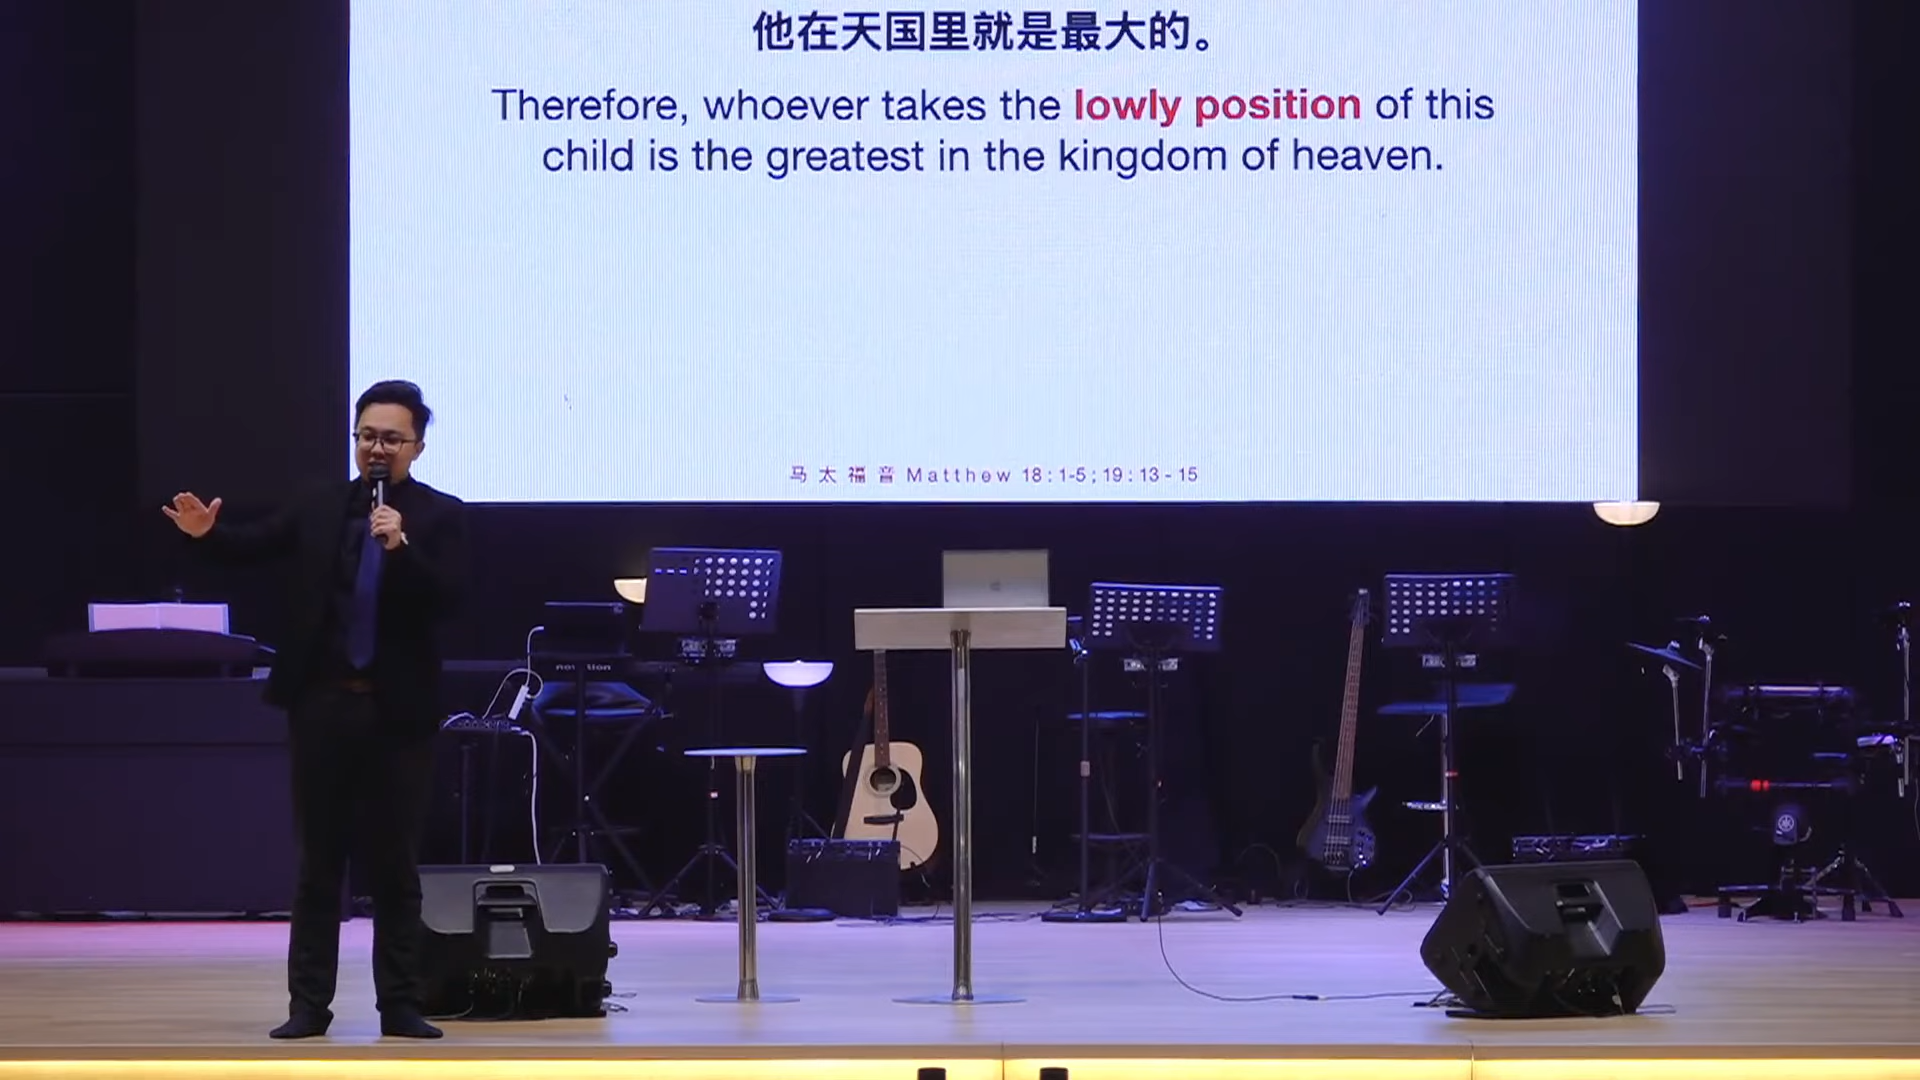 他在天国里就是最大的。
Therefore, whoever takes the lowly position of this
child is the greatest in the kingdom of heaven.
马太福音 Matthew 18:1-5;19:13-15